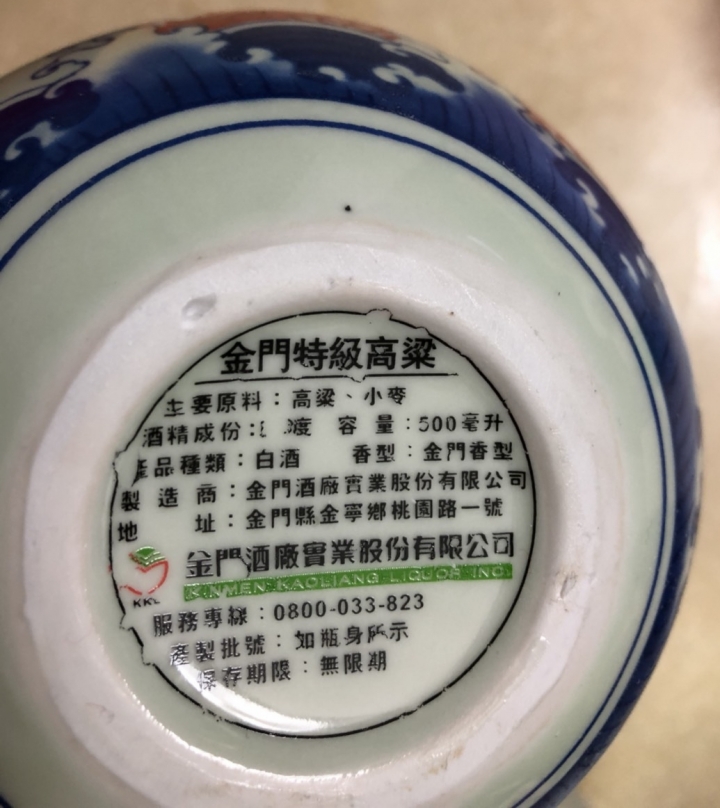 金門特級高粱
主要原料：高粱、小麥
酒精成份： 度 容量：500毫升
產品種類：白酒 香型：金門香型
製造商：金門酒廠實業股份有限公司
地址：金門縣金寧鄉桃園路一號
金門酒廠實業股份有限公司
KINMEN KAOLIANG LIQUOR INC.
KKL
服務專線：0800-033-823
產製批號：如瓶身所示
保存期限：無限期